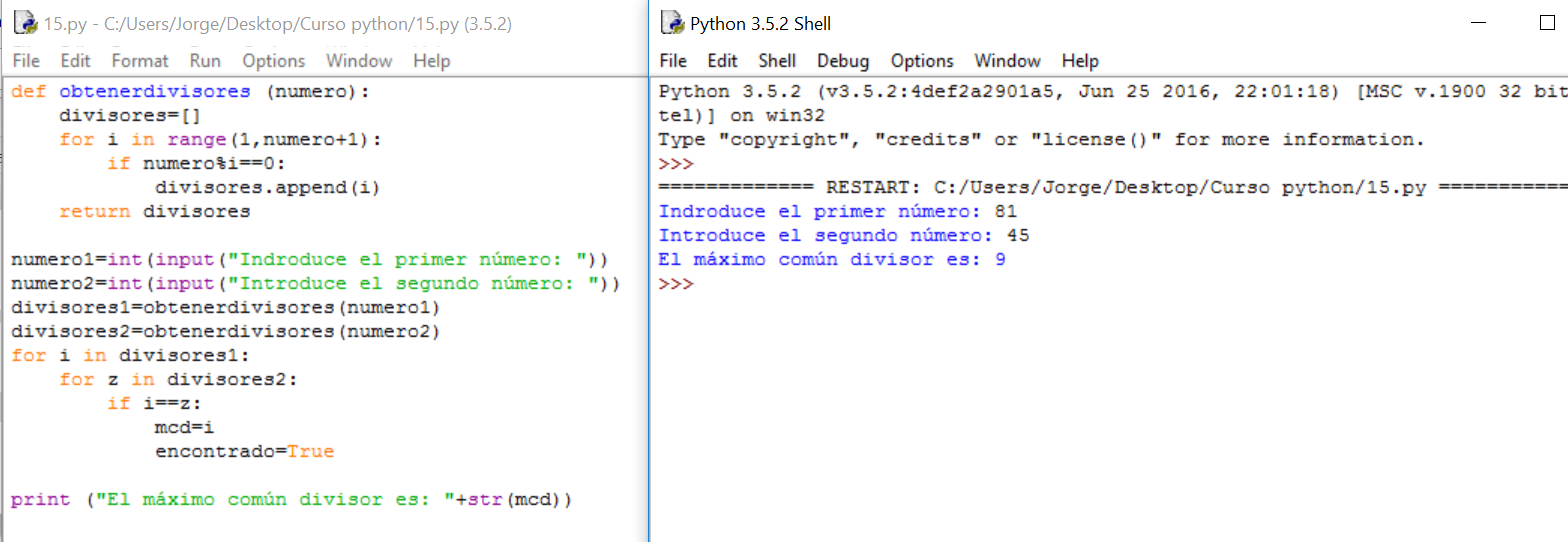 15.py - C:/Users/Jorge/Desktop/Curso python/15.py (3.5.2)
File Edit Format Run Options Window Help
def obtenerdivisores (numero):
    divisores=[]
    for i in range(1,numero+1):
        if numero%i==0:
            divisores.append(i)
    return divisores
numero1=int(input("Indroduce el primer número: "))
numero2=int(input("Introduce el segundo número: "))
divisores1=obtenerdivisores(numero1)
divisores2=obtenerdivisores(numero2)
for i in divisores1:
    for z in divisores2:
        if i==z:
            mcd=i
            encontrado=True
print ("El máximo común divisor es: "+str(mcd))
Python 3.5.2 Shell
File Edit Shell Debug Options Window Help
Python 3.5.2 (v3.5.2:4def2a2901a5, Jun 25 2016, 22:01:18) [MSC v.1900 32 bit
tel)] on win32
Type "copyright", "credits" or "license()" for more information.
>>>
============= RESTART: C:/Users/Jorge/Desktop/Curso python/15.py ===========
Indroduce el primer número: 81
Introduce el segundo número: 45
El máximo común divisor es: 9
>>>